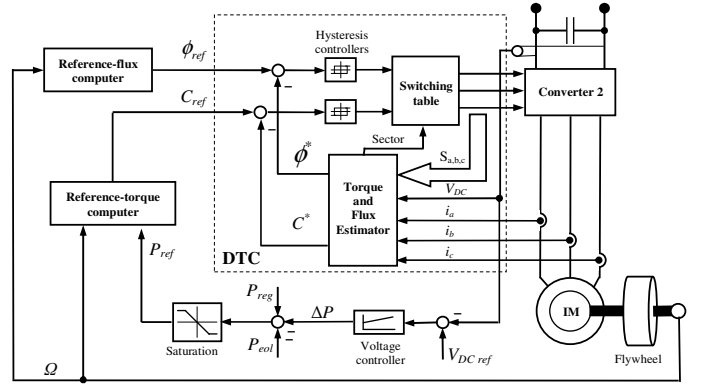 Hysteresis
controllers
ϕref
Reference-flux
computer
Switching
table
Converter 2
Cref
Sector
Sa,b,c
ϕ*
Torque
and
Flux
Estimator
VDC
Reference-torque
computer
ia
C*
ib
Pref
DTC
ic
Preg
IM
ΔP
Saturation
Peol
Voltage
controller
VDC ref
Flywheel
Ω